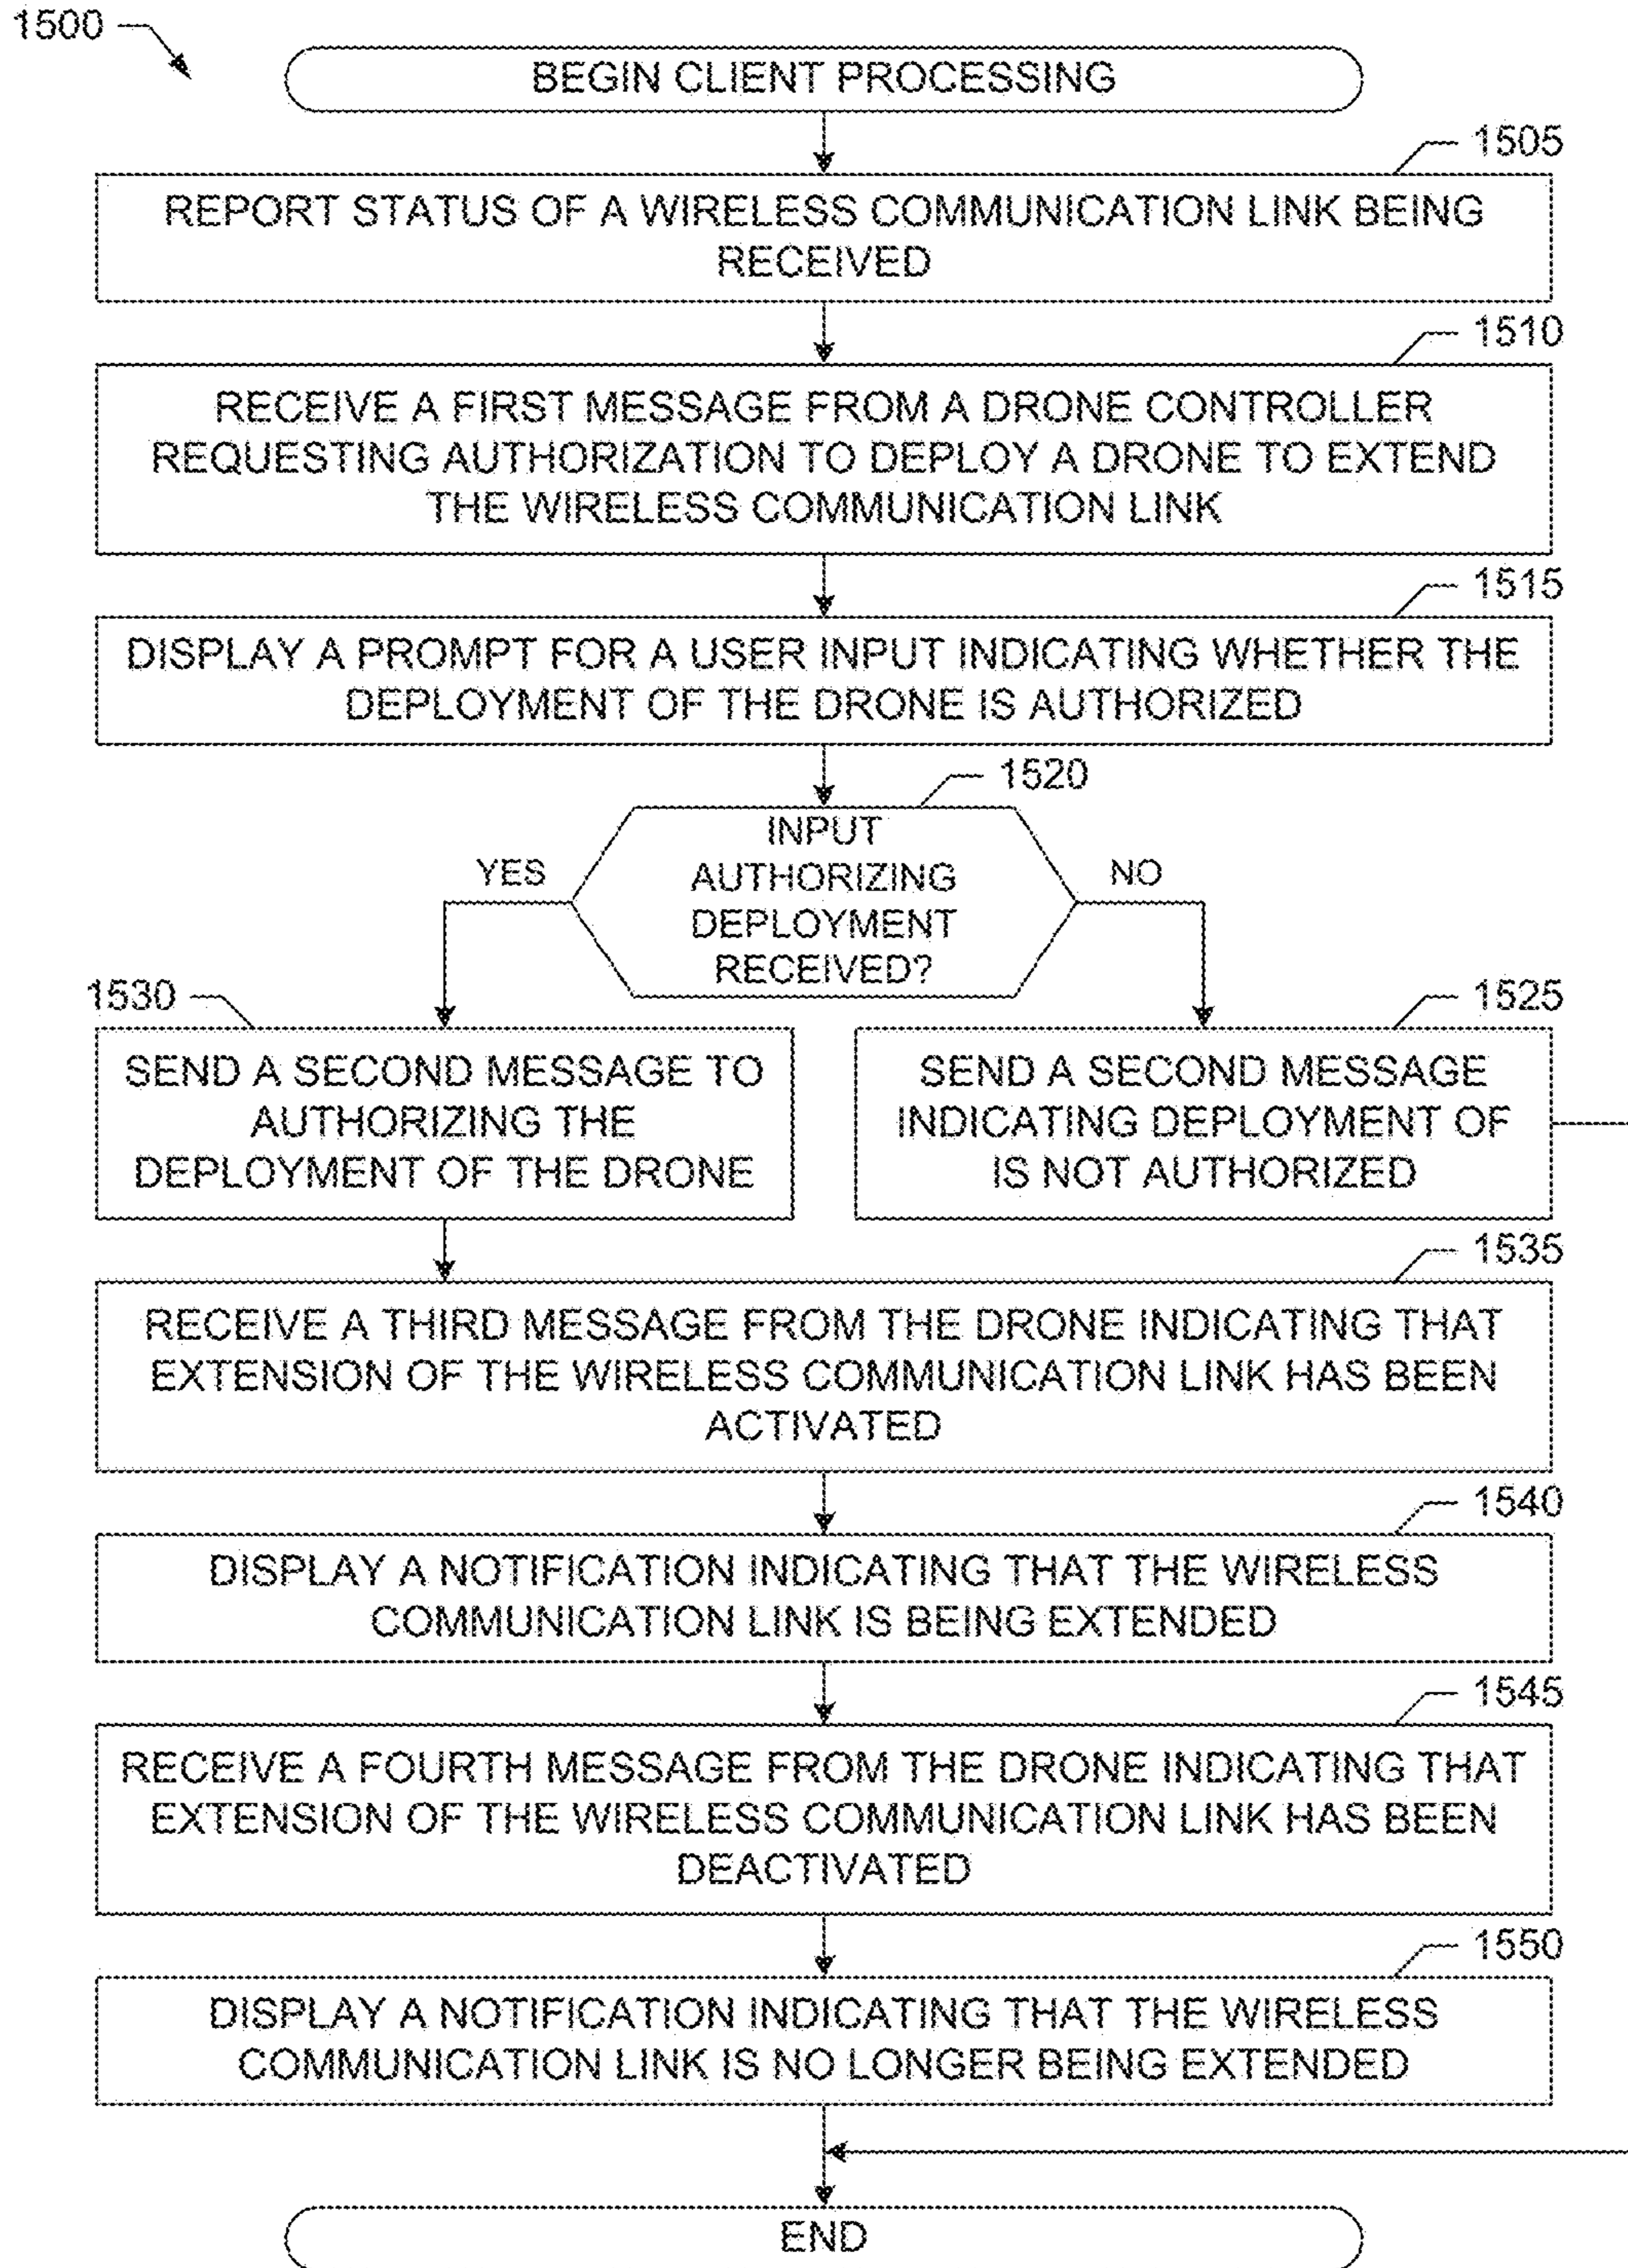 1500
BEGIN CLIENT PROCESSING
1505
REPORT STATUS OF A WIRELESS COMMUNICATION LINK BEING
RECEIVED
1510
RECEIVE A FIRST MESSAGE FROM A DRONE CONTROLLER
REQUESTING AUTHORIZATION TO DEPLOY A DRONE TO EXTEND
THE WIRELESS COMMUNICATION LINK
1515
DISPLAY A PROMPT FOR A USER INPUT INDICATING WHETHER THE
DEPLOYMENT OF THE DRONE IS AUTHORIZED
1520
INPUT
AUTHORIZING
DEPLOYMENT
RECEIVED?
YES
NO
1530
SEND A SECOND MESSAGE TO
AUTHORIZING THE
DEPLOYMENT OF THE DRONE
1525
SEND A SECOND MESSAGE
INDICATING DEPLOYMENT OF
IS NOT AUTHORIZED
1535
RECEIVE A THIRD MESSAGE FROM THE DRONE INDICATING THAT
EXTENSION OF THE WIRELESS COMMUNICATION LINK HAS BEEN
ACTIVATED
1540
DISPLAY A NOTIFICATION INDICATING THAT THE WIRELESS
COMMUNICATION LINK IS BEING EXTENDED
1545
RECEIVE A FOURTH MESSAGE FROM THE DRONE INDICATING THAT
EXTENSION OF THE WIRELESS COMMUNICATION LINK HAS BEEN
DEACTIVATED
1550
DISPLAY A NOTIFICATION INDICATING THAT THE WIRELESS
COMMUNICATION LINK IS NO LONGER BEING EXTENDED
END